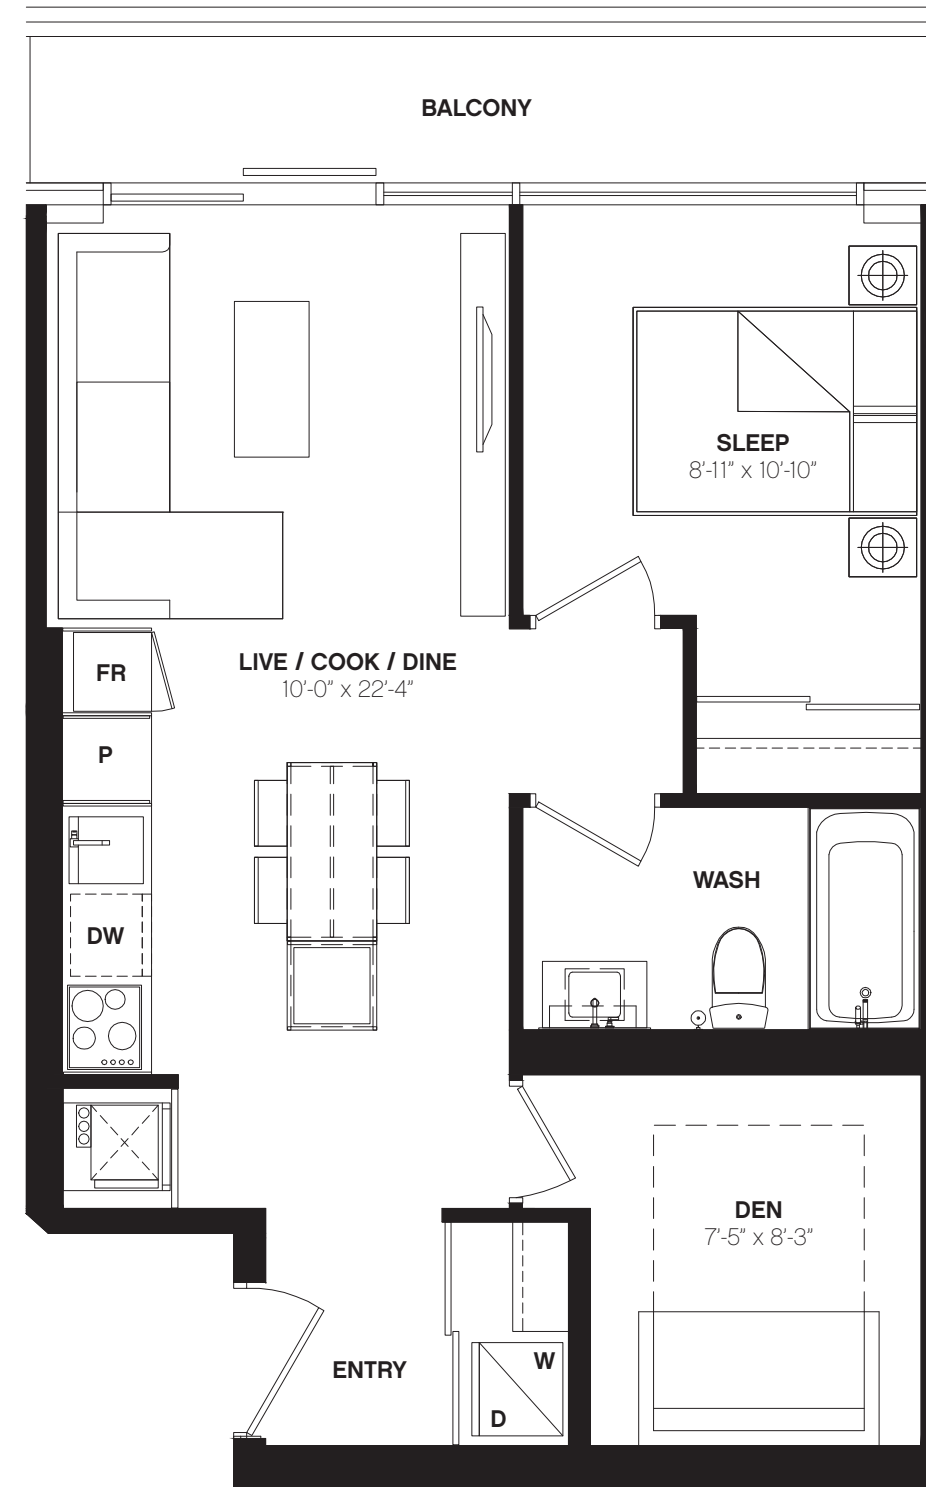 BALCONY
SLEEP
8'-11" x 10'-10"
LIVE / COOK / DINE
10'-0" x 22'-4"
FR
P
WASH
DW
DEN
7'-5" x 8'-3"
ENTRY
W
D